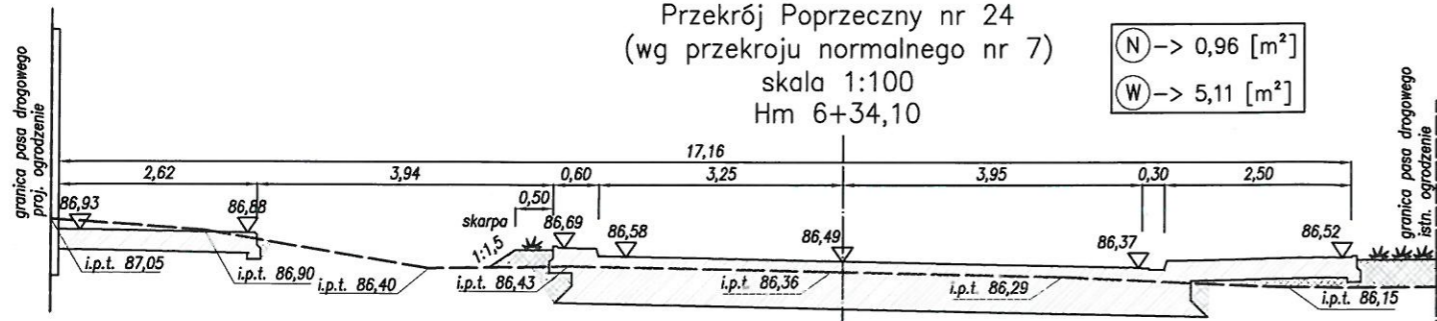 Przekrój Poprzeczny nr 24
(wg przekroju normalnego nr 7)
skala 1:100
Hm 6+34,10
N -> 0,96 [m²]
W -> 5,11 [m²]
granica pasa drogowego
proj. ogrodzenie
granica pasa drogowego
istn. ogrodzenie
17,16
2,62 3,94 0,60 3,25 3,95 0,30 2,50
0,50
86,93 86,88 skarpa 1:1,5 86,69 86,58 86,49 86,37 86,52
i.p.t. 87,05 i.p.t. 86,90 i.p.t. 86,40 i.p.t. 86,43 i.p.t. 86,36 i.p.t. 86,29 i.p.t. 86,15